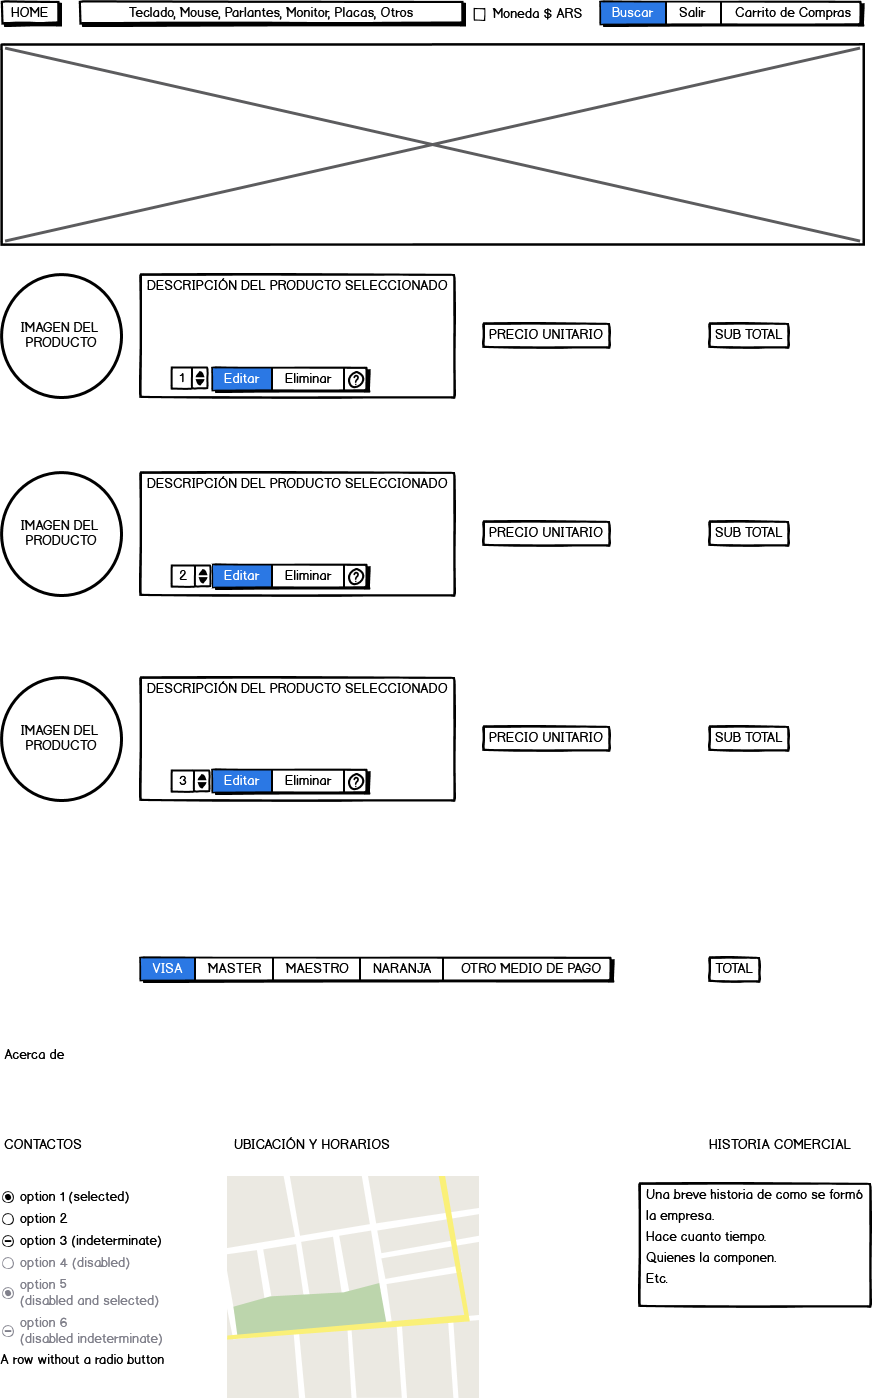 HOME
Teclado, Mouse, Parlantes, Monitor, Placas, Otros
Moneda $ ARS
Buscar
Salir
Carrito de Compras
IMAGEN DEL
PRODUCTO
DESCRIPCIÓN DEL PRODUCTO SELECCIONADO
1
Editar
Eliminar
?
PRECIO UNITARIO
SUB TOTAL
IMAGEN DEL
PRODUCTO
DESCRIPCIÓN DEL PRODUCTO SELECCIONADO
2
Editar
Eliminar
?
PRECIO UNITARIO
SUB TOTAL
IMAGEN DEL
PRODUCTO
DESCRIPCIÓN DEL PRODUCTO SELECCIONADO
3
Editar
Eliminar
?
PRECIO UNITARIO
SUB TOTAL
VISA
MASTER
MAESTRO
NARANJA
OTRO MEDIO DE PAGO
TOTAL
Acerca de
CONTACTOS
option 1 (selected)
option 2
option 3 (indeterminate)
option 4 (disabled)
option 5
(disabled and selected)
option 6
(disabled indeterminate)
A row without a radio button
UBICACIÓN Y HORARIOS
HISTORIA COMERCIAL
Una breve historia de como se formó
la empresa.
Hace cuanto tiempo.
Quienes la componen.
Etc.